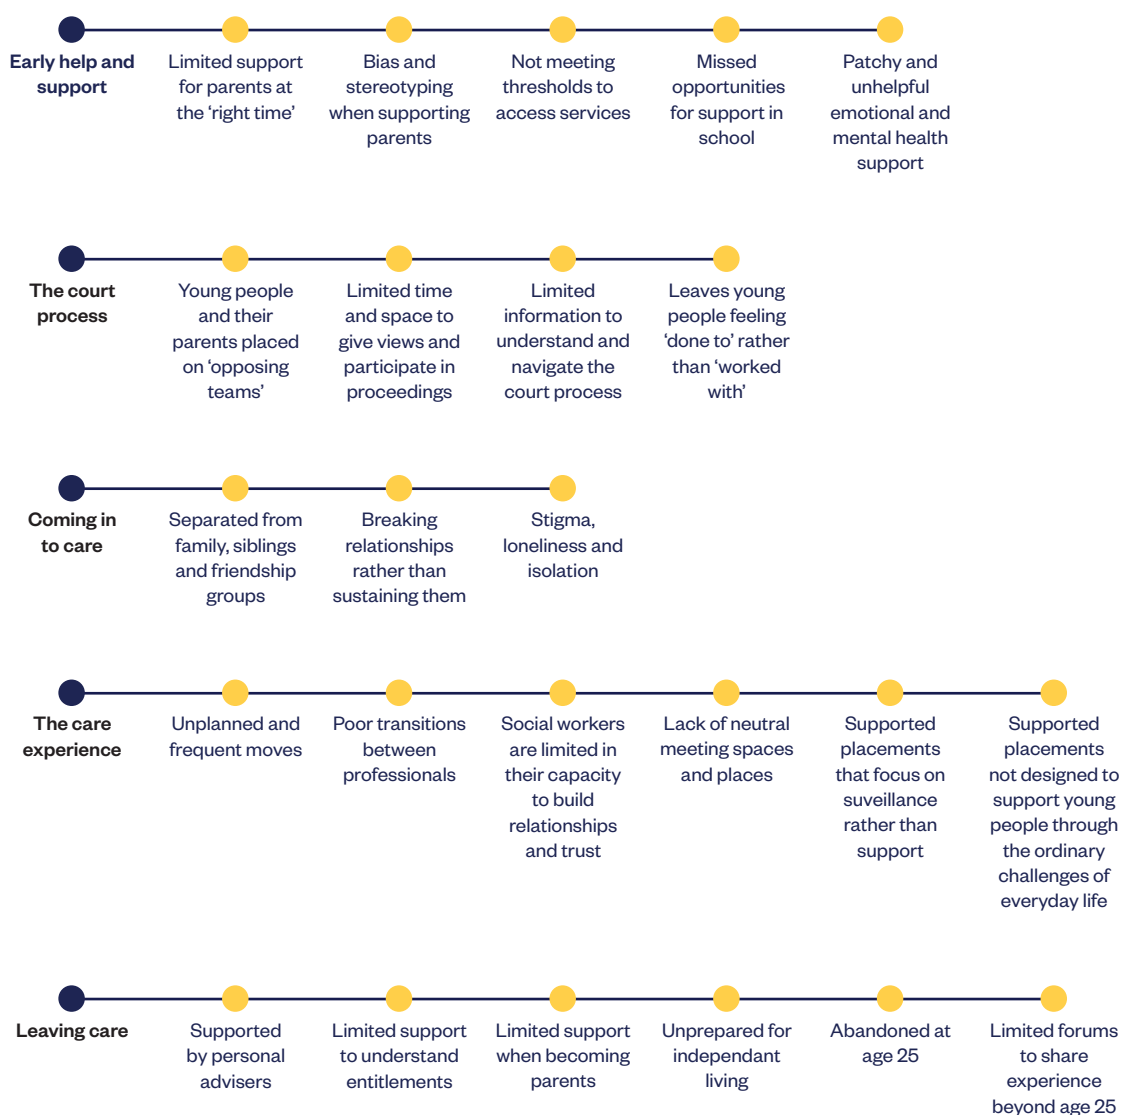 Early help and
support
Limited support
for parents at
the ‘right time’
Bias and
stereotyping
when supporting
parents
Not meeting
thresholds to
access services
Missed
opportunities
for support in
school
Patchy and
unhelpful
emotional and
mental health
support
The court
process
Young people
and their
parents placed
on ‘opposing
teams’
Limited time
and space to
give views and
participate in
proceedings
Limited
information to
understand and
navigate the
court process
Leaves young
people feeling
‘done to’ rather
than ‘worked
with’
Coming in
to care
Separated from
family, siblings
and friendship
groups
Breaking
relationships
rather than
sustaining them
Stigma,
loneliness and
isolation
The care
experience
Unplanned and
frequent moves
Poor transitions
between
professionals
Social workers
are limited in
their capacity
to build
relationships
and trust
Lack of neutral
meeting spaces
and places
Supported
placements
that focus on
suveillance
rather than
support
Supported
placements
not designed to
support young
people through
the ordinary
challenges of
everyday life
Leaving care
Supported
by personal
advisers
Limited support
to understand
entitlements
Limited support
when becoming
parents
Unprepared for
independant
living
Abandoned at
age 25
Limited forums
to share
experience
beyond age 25